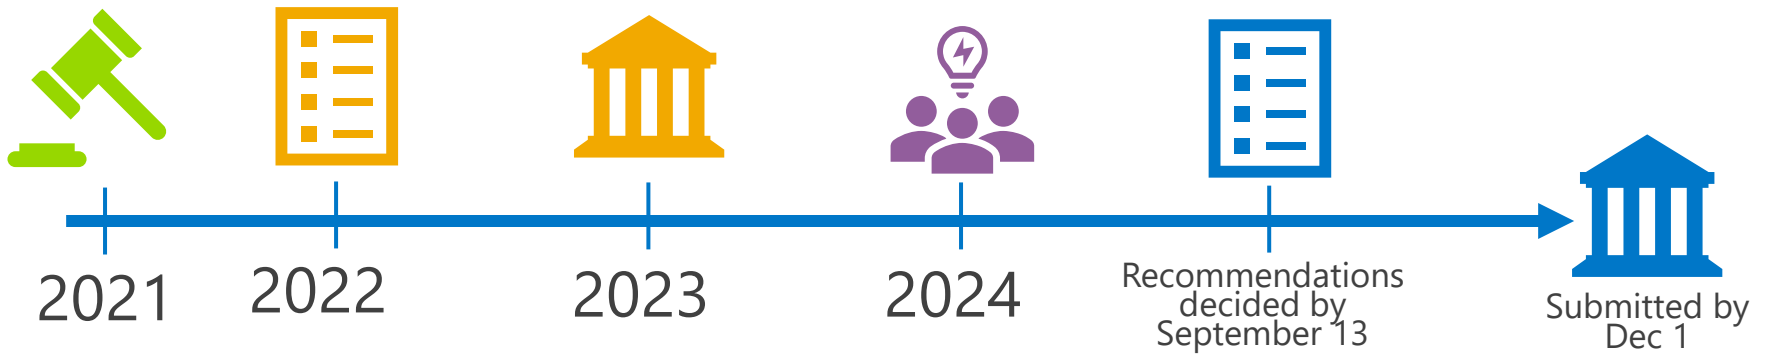 2021
2022
2023
2024
Recommendations
decided by
September 13
Submitted by
Dec 1